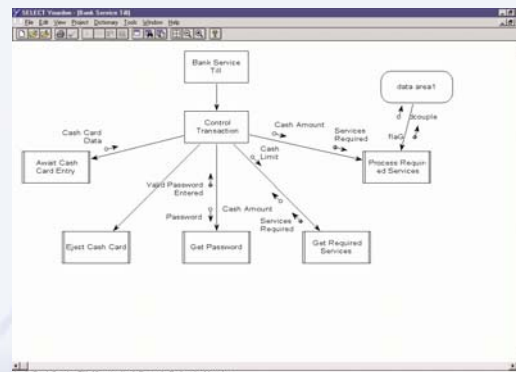 SELECT Yourdon - [Bank Service Till]
File Edit View Project Dictionary Tools Window Help
Bank Service
Till
data area1
d dcouple
flaG
Control
Transaction
Cash Card
Data
Cash Amount
Services
Required
Cash
Limit
Await Cash
Card Entry
Process Requir
ed Services
Valid Password
Entered
Password
Cash Amount
Services
Required
Eject Cash Card
Get Password
Get Required
Services